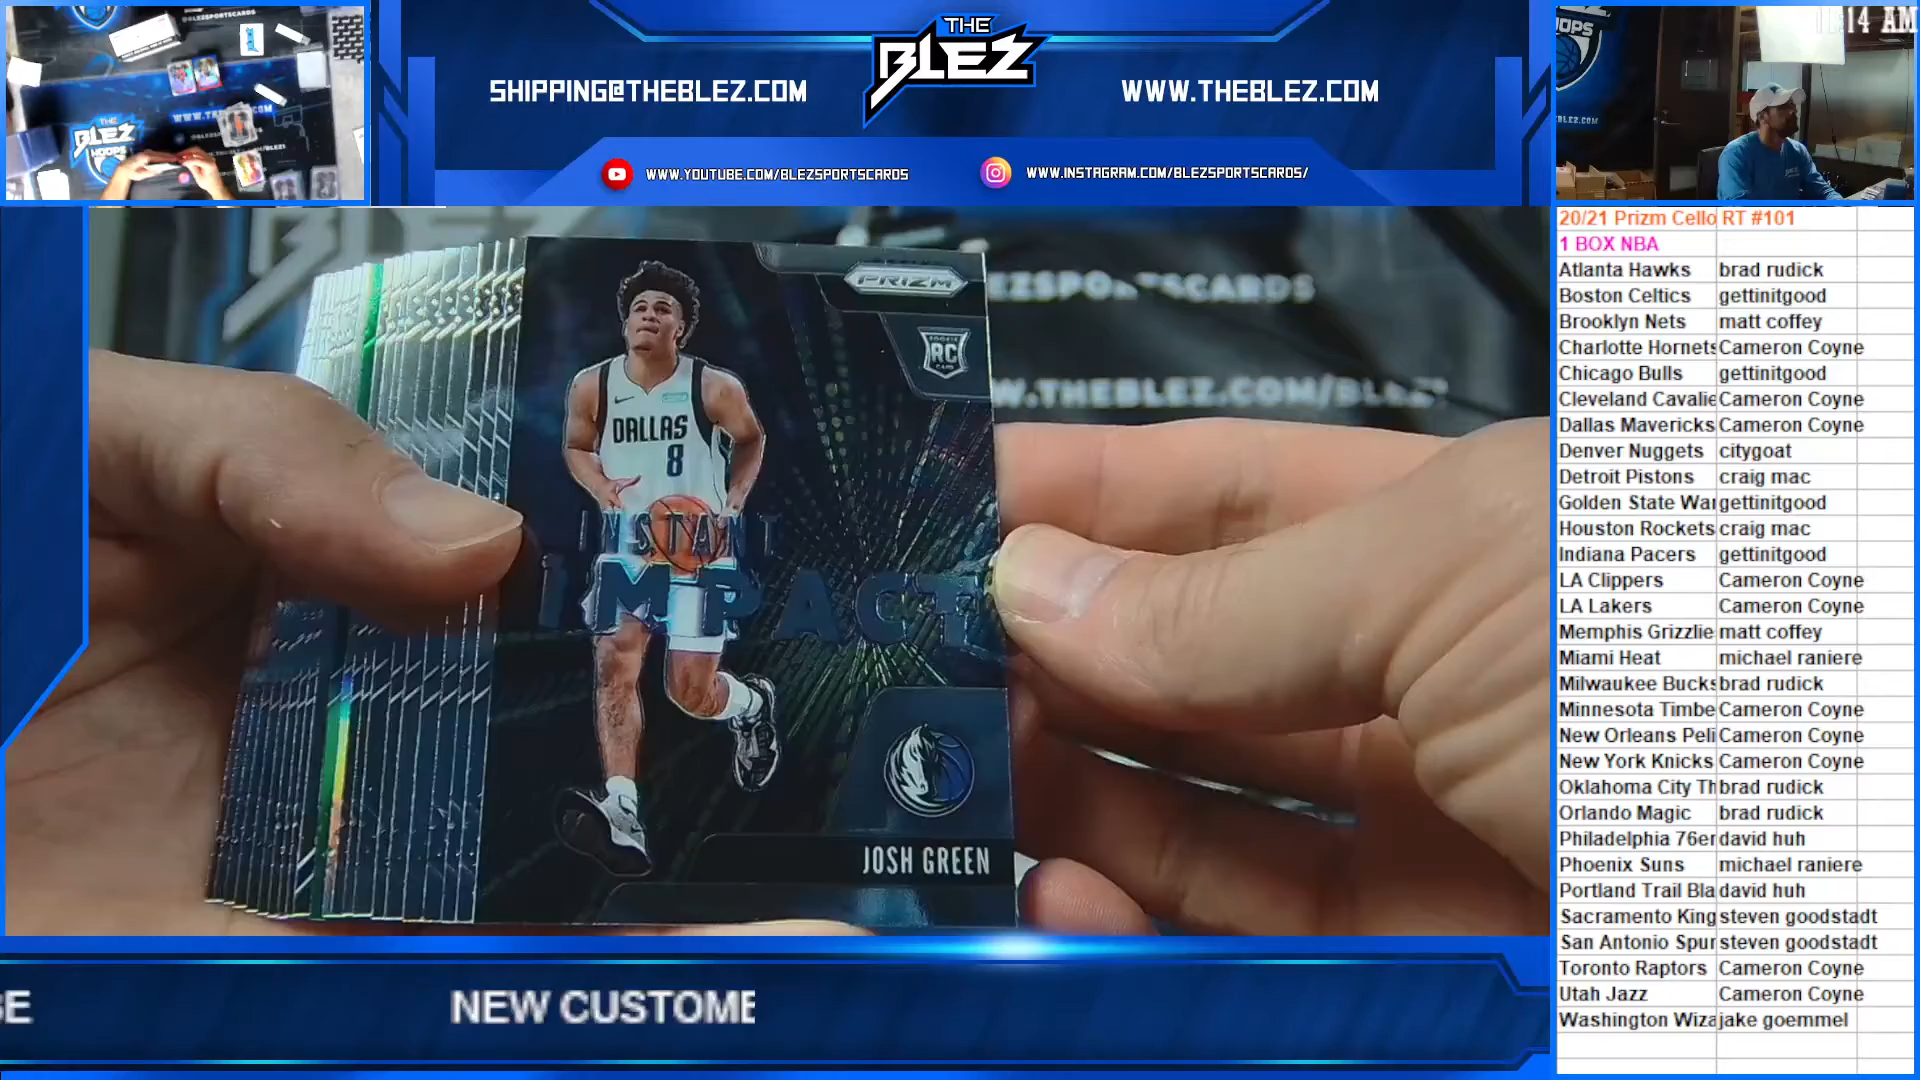 THE
BLEZ
SHIPPING@THEBLEZ.COM
WWW.THEBLEZ.COM
WWW.YOUTUBE.COM/BLEZSPORTSCARDS
WWW.INSTAGRAM.COM/BLEZSPORTSCARDS/
THE
BLEZ
HOOPS
14 AM
20/21 Prizm Cello RT #101
1 BOX NBA
Atlanta Hawks brad rudick
Boston Celtics gettinitgood
Brooklyn Nets matt coffey
Charlotte Hornets Cameron Coyne
Chicago Bulls gettinitgood
Cleveland Cavalie Cameron Coyne
Dallas Mavericks Cameron Coyne
Denver Nuggets citygoat
Detroit Pistons craig mac
Golden State War gettinitgood
Houston Rockets craig mac
Indiana Pacers gettinitgood
LA Clippers Cameron Coyne
LA Lakers Cameron Coyne
Memphis Grizzlie matt coffey
Miami Heat michael raniere
Milwaukee Bucks brad rudick
Minnesota Timbe Cameron Coyne
New Orleans Peli Cameron Coyne
New York Knicks Cameron Coyne
Oklahoma City Th brad rudick
Orlando Magic brad rudick
Philadelphia 76er david huh
Phoenix Suns michael raniere
Portland Trail Bla david huh
Sacramento King steven goodstadt
San Antonio Spur steven goodstadt
Toronto Raptors Cameron Coyne
Utah Jazz Cameron Coyne
Washington Wiza jake goemmel
PRIZM
ROOKIE
RC
CARD
DALLAS
8
INSTANT
IMPACT
JOSH GREEN
NEW CUSTOME